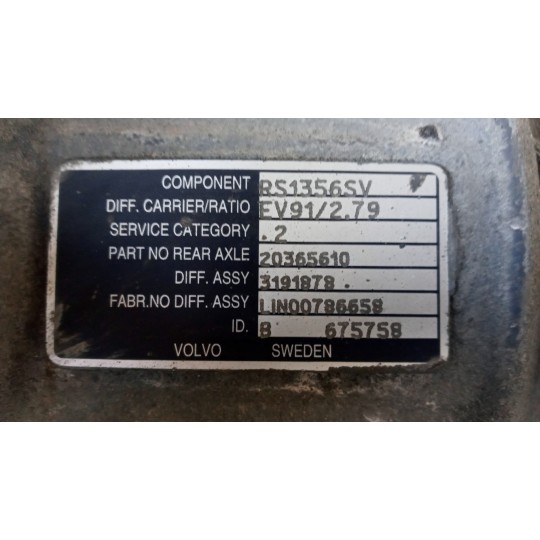 COMPONENT RS1356SV
DIFF. CARRIER/RATIO EV91/2.79
SERVICE CATEGORY .2
PART NO REAR AXLE 20365610
DIFF. ASSY 3191878 .
FABR.NO DIFF. ASSY LIN00786658
ID. B 675758
VOLVO SWEDEN